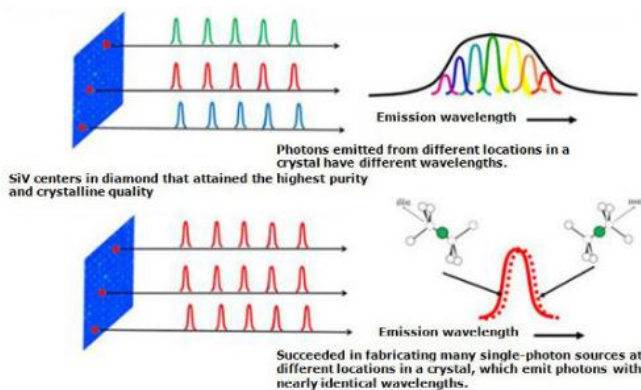 Emission wavelength
Photons emitted from different locations in a
crystal have different wavelengths.
SiV centers in diamond that attained the highest purity
and crystalline quality
Emission wavelength
Succeeded in fabricating many single-photon sources at
different locations in a crystal, which emit photons with
nearly identical wavelengths.